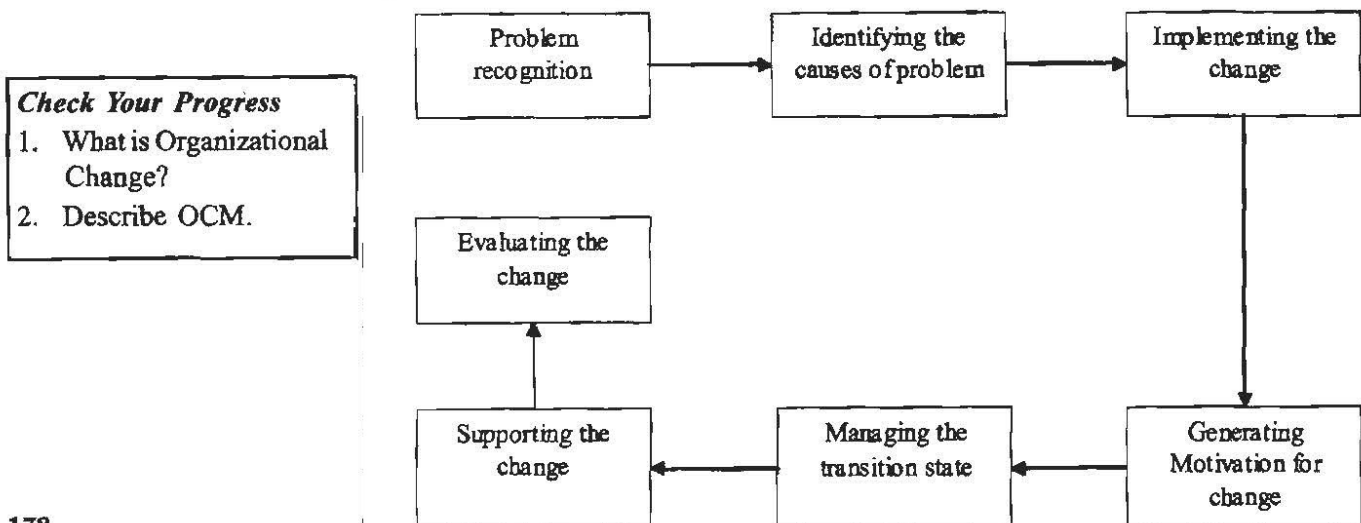 Check Your Progress
1. What is Organizational
Change?
2. Describe OCM.
Problem
recognition
Identifying the
causes of problem
Implementing the
change
Generating
Motivation for
change
Managing the
transition state
Supporting the
change
Evaluating the
change